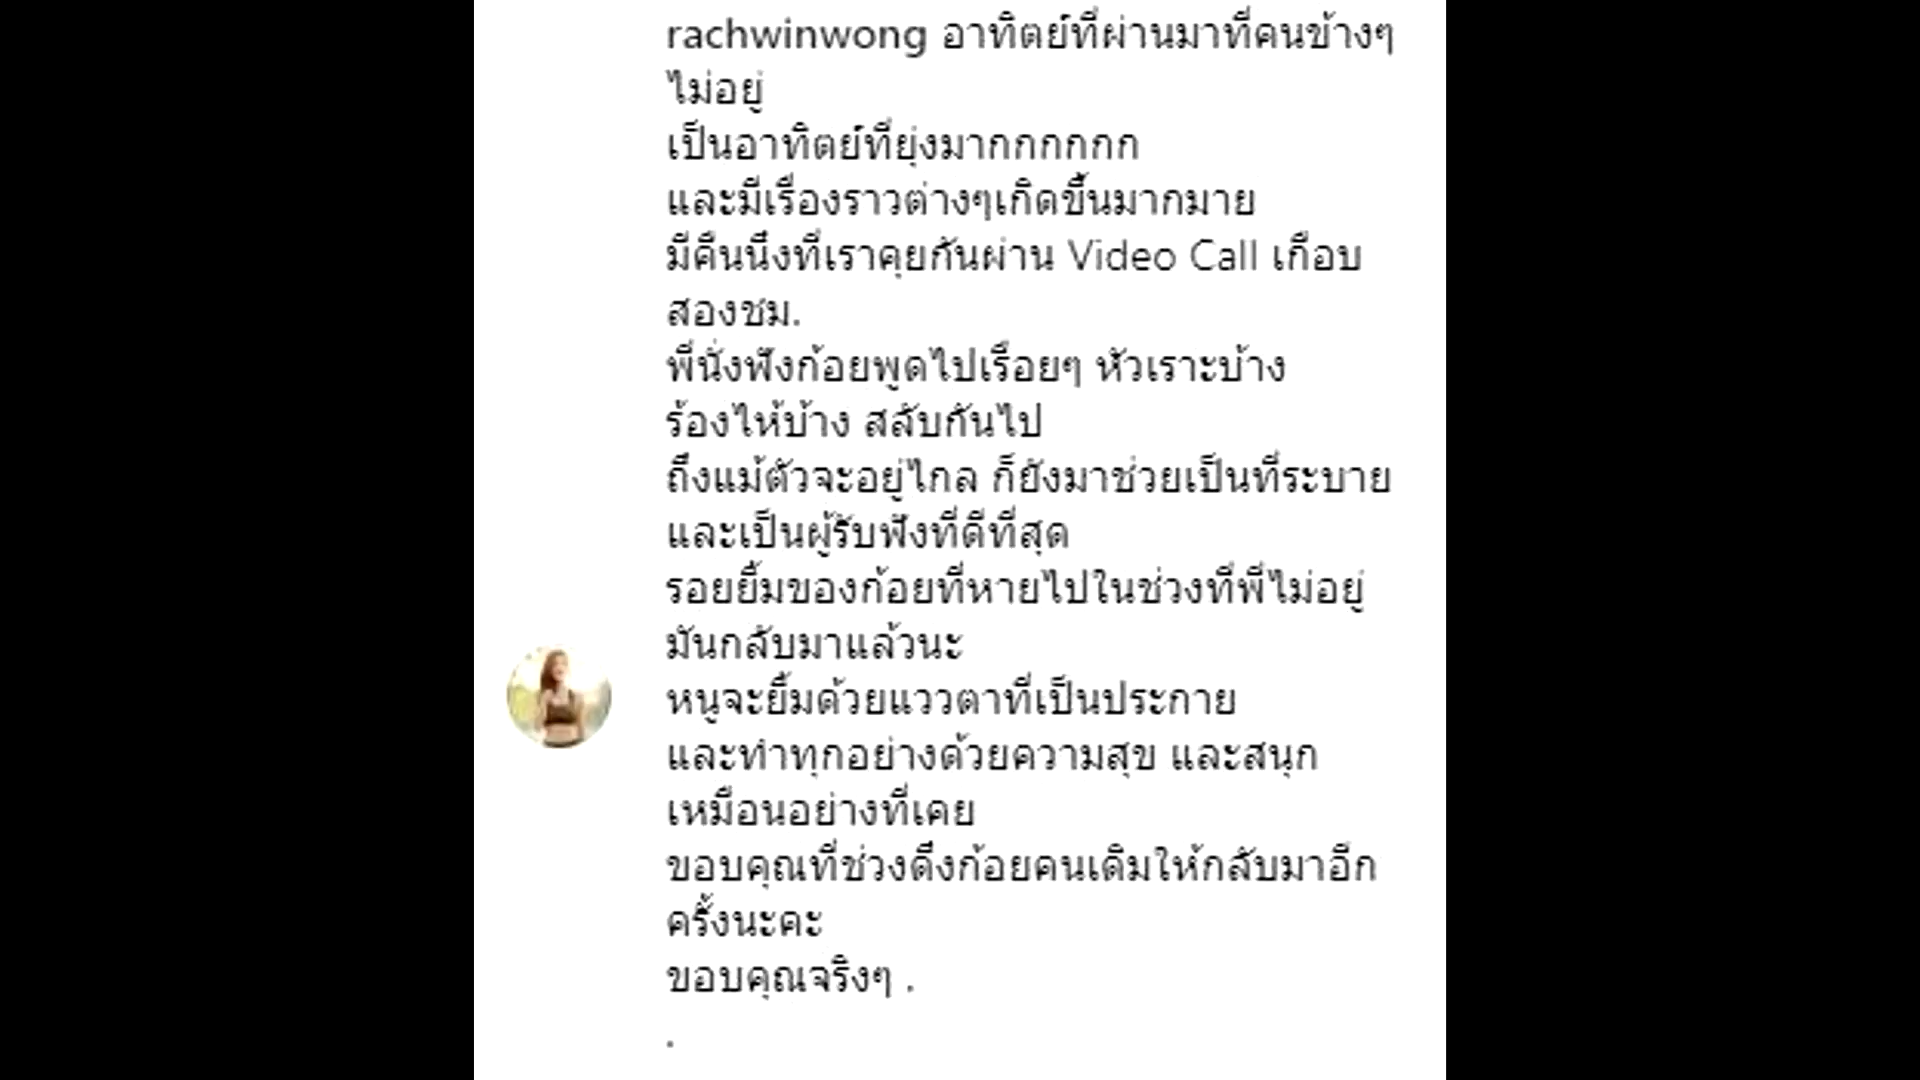 rachwinwong อาทิตย์ที่ผ่านมาที่คนข้างๆ
ไม่อยู่
เป็นอาทิตย์ที่ยุ่งมากกกกกก
และมีเรื่องราวต่างๆเกิดขึ้นมากมาย
มีคืนนึงที่เราคุยกันผ่าน Video Call เกือบ
สองชม.
พี่นั่งฟังก้อยพูดไปเรื่อยๆ หัวเราะบ้าง
ร้องไห้บ้าง สลับกันไป
ถึงแม้ตัวจะอยู่ไกล ก็ยังมาช่วยเป็นที่ระบาย
และเป็นผู้รับฟังที่ดีที่สุด
รอยยิ้มของก้อยที่หายไปในช่วงที่พี่ไม่อยู่
มันกลับมาแล้วนะ
หนูจะยิ้มด้วยแววตาที่เป็นประกาย
และทำทุกอย่างด้วยความสุข และสนุก
เหมือนอย่างที่เคย
ขอบคุณที่ช่วงดึงก้อยคนเดิมให้กลับมาอีก
ครั้งนะคะ
ขอบคุณจริงๆ .
.